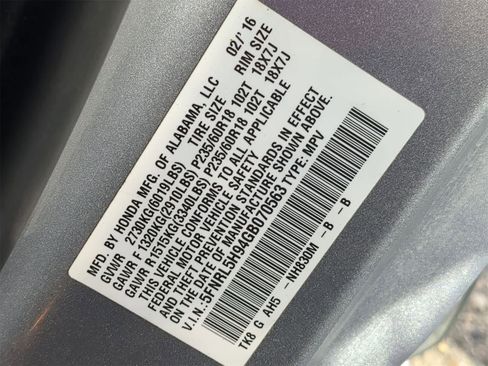 MFD. BY HONDA MFG. OF ALABAMA, LLC 02/'16
GVWR 2730KG(6019LBS) TIRE SIZE RIM SIZE
GAWR F 1320KG(2910LBS) P235/60R18 102T 18X7J
GAWR R 1515KG(3340LBS) P235/60R18 102T 18X7J
THIS VEHICLE CONFORMS TO ALL APPLICABLE
FEDERAL MOTOR VEHICLE SAFETY
AND THEFT PREVENTION STANDARDS IN EFFECT
ON THE DATE OF MANUFACTURE SHOWN ABOVE.
V.I.N.:5FNRL5H94GB070563 TYPE: MPV
TK8 G AH5 -NH830M -B -B